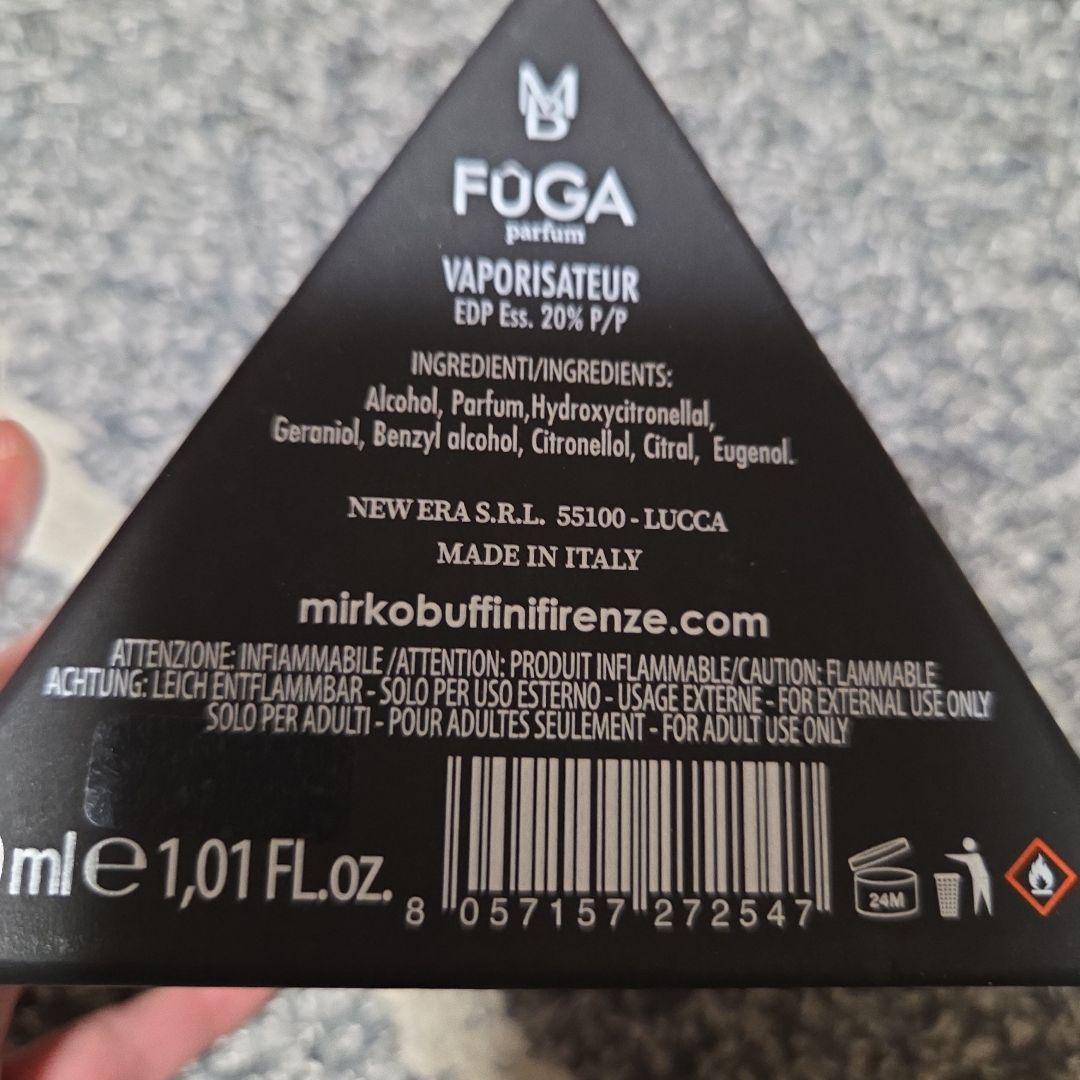 MB
FÛGA
parfum
VAPORISATEUR
EDP Ess. 20% P/P
INGREDIENTI/INGREDIENTS:
Alcohol, Parfum,Hydroxycitronellal,
Geraniol, Benzyl alcohol, Citronellol, Citral, Eugenol.
NEW ERA S.R.L. 55100 - LUCCA
MADE IN ITALY
mirkobuffinifirenze.com
ATTENZIONE: INFIAMMABILE /ATTENTION: PRODUIT INFLAMMABLE/CAUTION: FLAMMABLE
ACHTUNG: LEICH ENTFLAMMBAR - SOLO PER USO ESTERNO - USAGE EXTERNE - FOR EXTERNAL USE ONLY
SOLO PER ADULTI - POUR ADULTES SEULEMENT - FOR ADULT USE ONLY
ml e 1,01 FL.oz.
8 057157 272547
24M